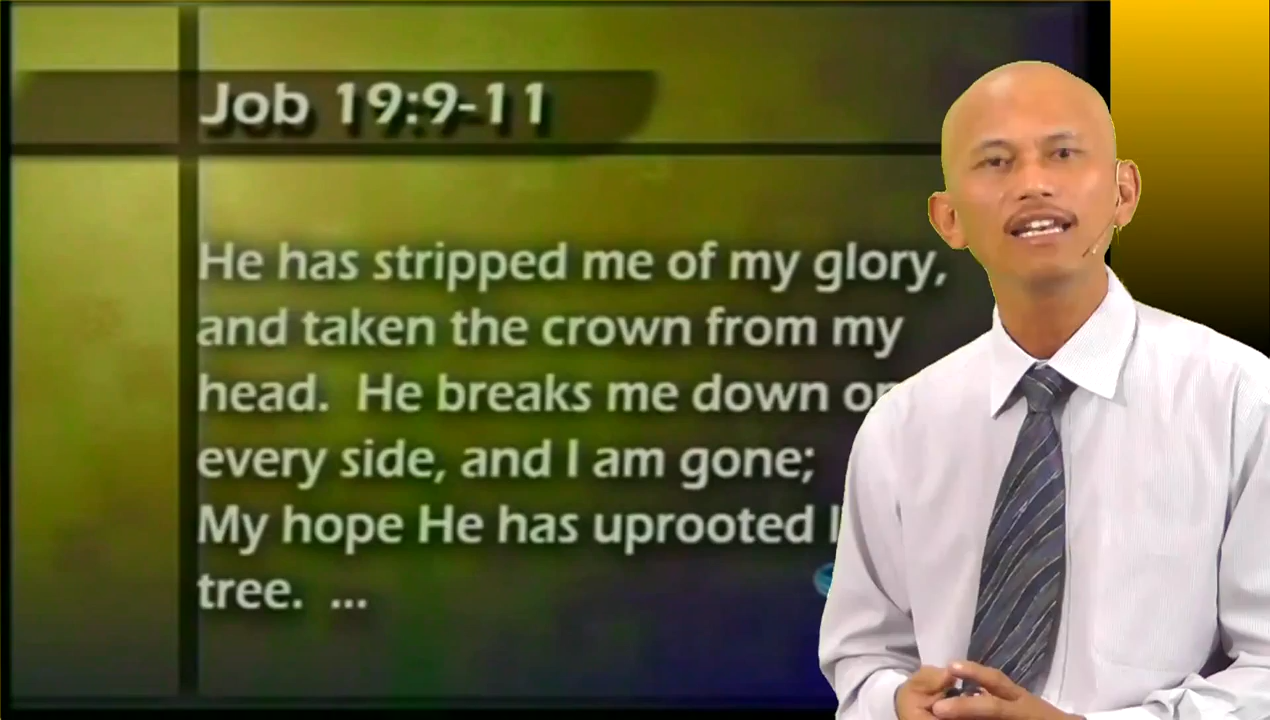 Job 19:9-11
He has stripped me of my glory,
and taken the crown from my
head. He breaks me down
every side, and I am gone;
My hope He has uprooted
tree. ...